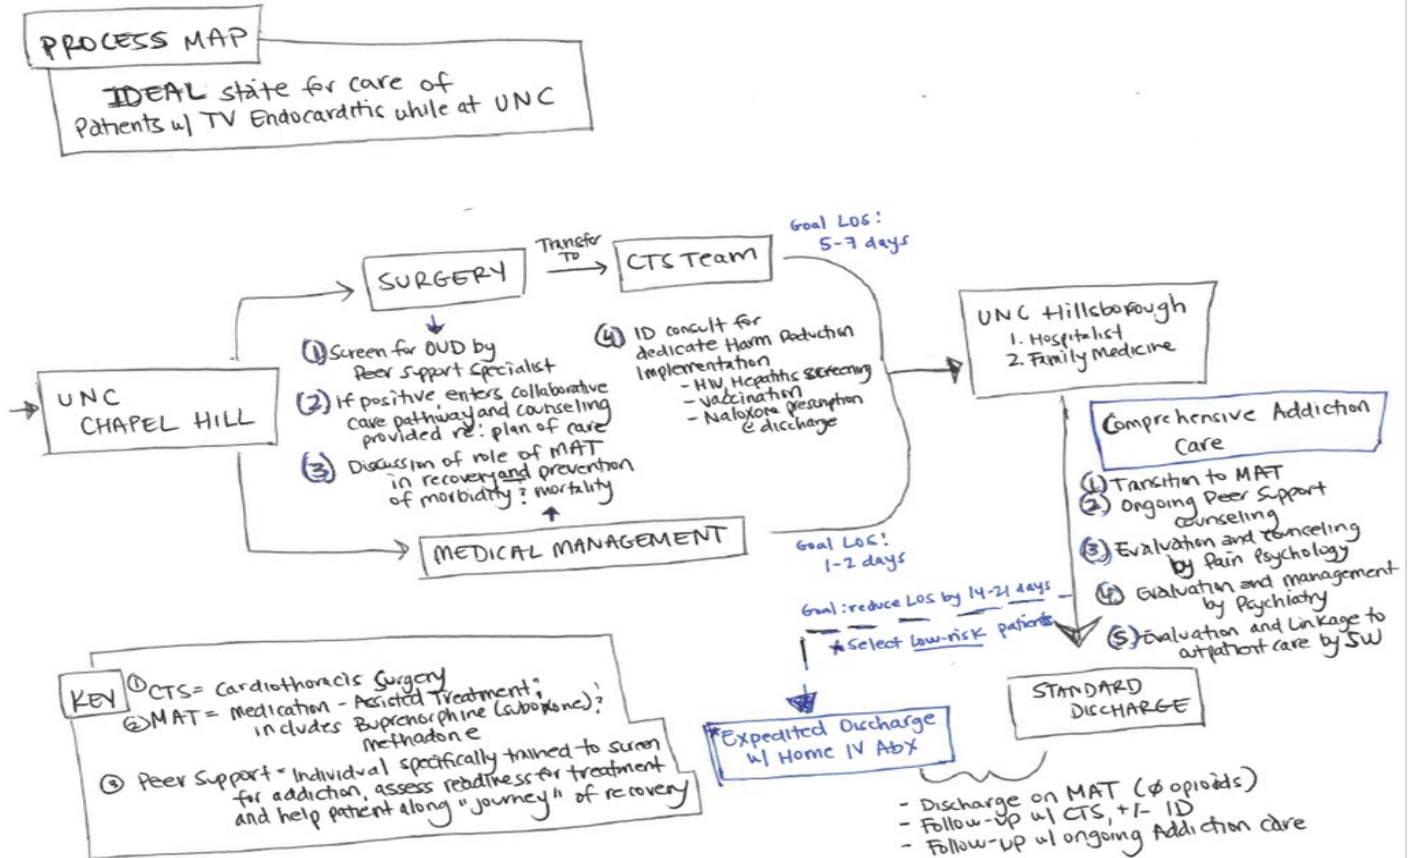 PROCESS MAP
IDEAL state for care of
Patients w/ TV Endocarditis while at UNC
UNC
CHAPEL HILL
SURGERY
Transfer
TO
CTS Team
Goal LOS:
5-7 days
① Screen for OUD by
Peer Support Specialist
② If positive enters collaborative
care pathway and counseling
provided re: plan of care
③ Discussion of role of MAT
in recovery and prevention
of morbidity ? mortality
④ ID consult for
dedicate Harm Reduction
Implementation
- HIV, Hepatitis screening
- Vaccination
- Naloxone prescription
@ discharge
MEDICAL MANAGEMENT
Goal LOS:
1-2 days
UNC Hillsborough
1. Hospitalist
2. Family Medicine
Comprehensive Addiction
Care
① Transition to MAT
② Ongoing Peer Support
counseling
③ Evaluation and counceling
by Pain Psychology
④ Evaluation and management
by Psychiatry
⑤ Evaluation and Linkage to
outpatient care by SW
Goal: reduce LOS by 14-21 days
* Select low-risk patients
* Expedited Discharge
w/ Home IV Abx
STANDARD
DISCHARGE
- Discharge on MAT (∅ opioids)
- Follow-up w/ CTS, +/- ID
- Follow-up w/ ongoing Addiction care
KEY
① CTS = Cardiothoracis Surgery
② MAT = Medication - Assisted Treatment;
includes Buprenorphine (suboxone) ?
methadone
③ Peer Support = Individual specifically trained to screen
for addiction, assess readiness for treatment
and help patient along "journey" of recovery